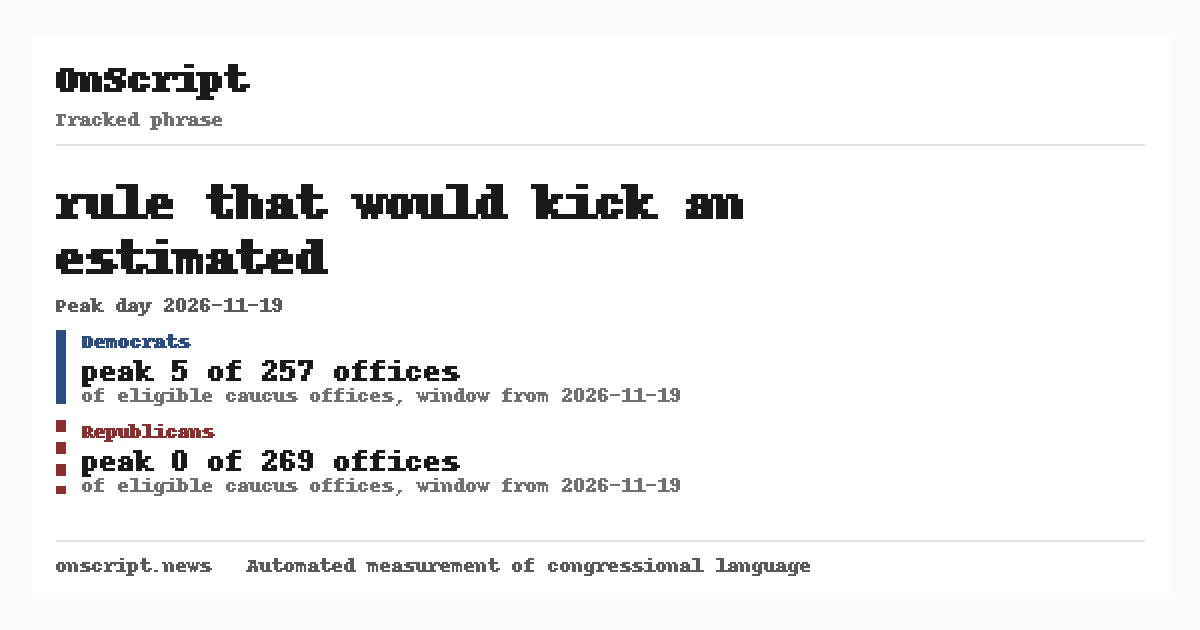 OnScript
Tracked phrase
rule that would kick an
estimated
Peak day 2026-11-19
Democrats
peak 5 of 257 offices
of eligible caucus offices, window from 2026-11-19
Republicans
peak 0 of 269 offices
of eligible caucus offices, window from 2026-11-19
onscript.news Automated measurement of congressional language